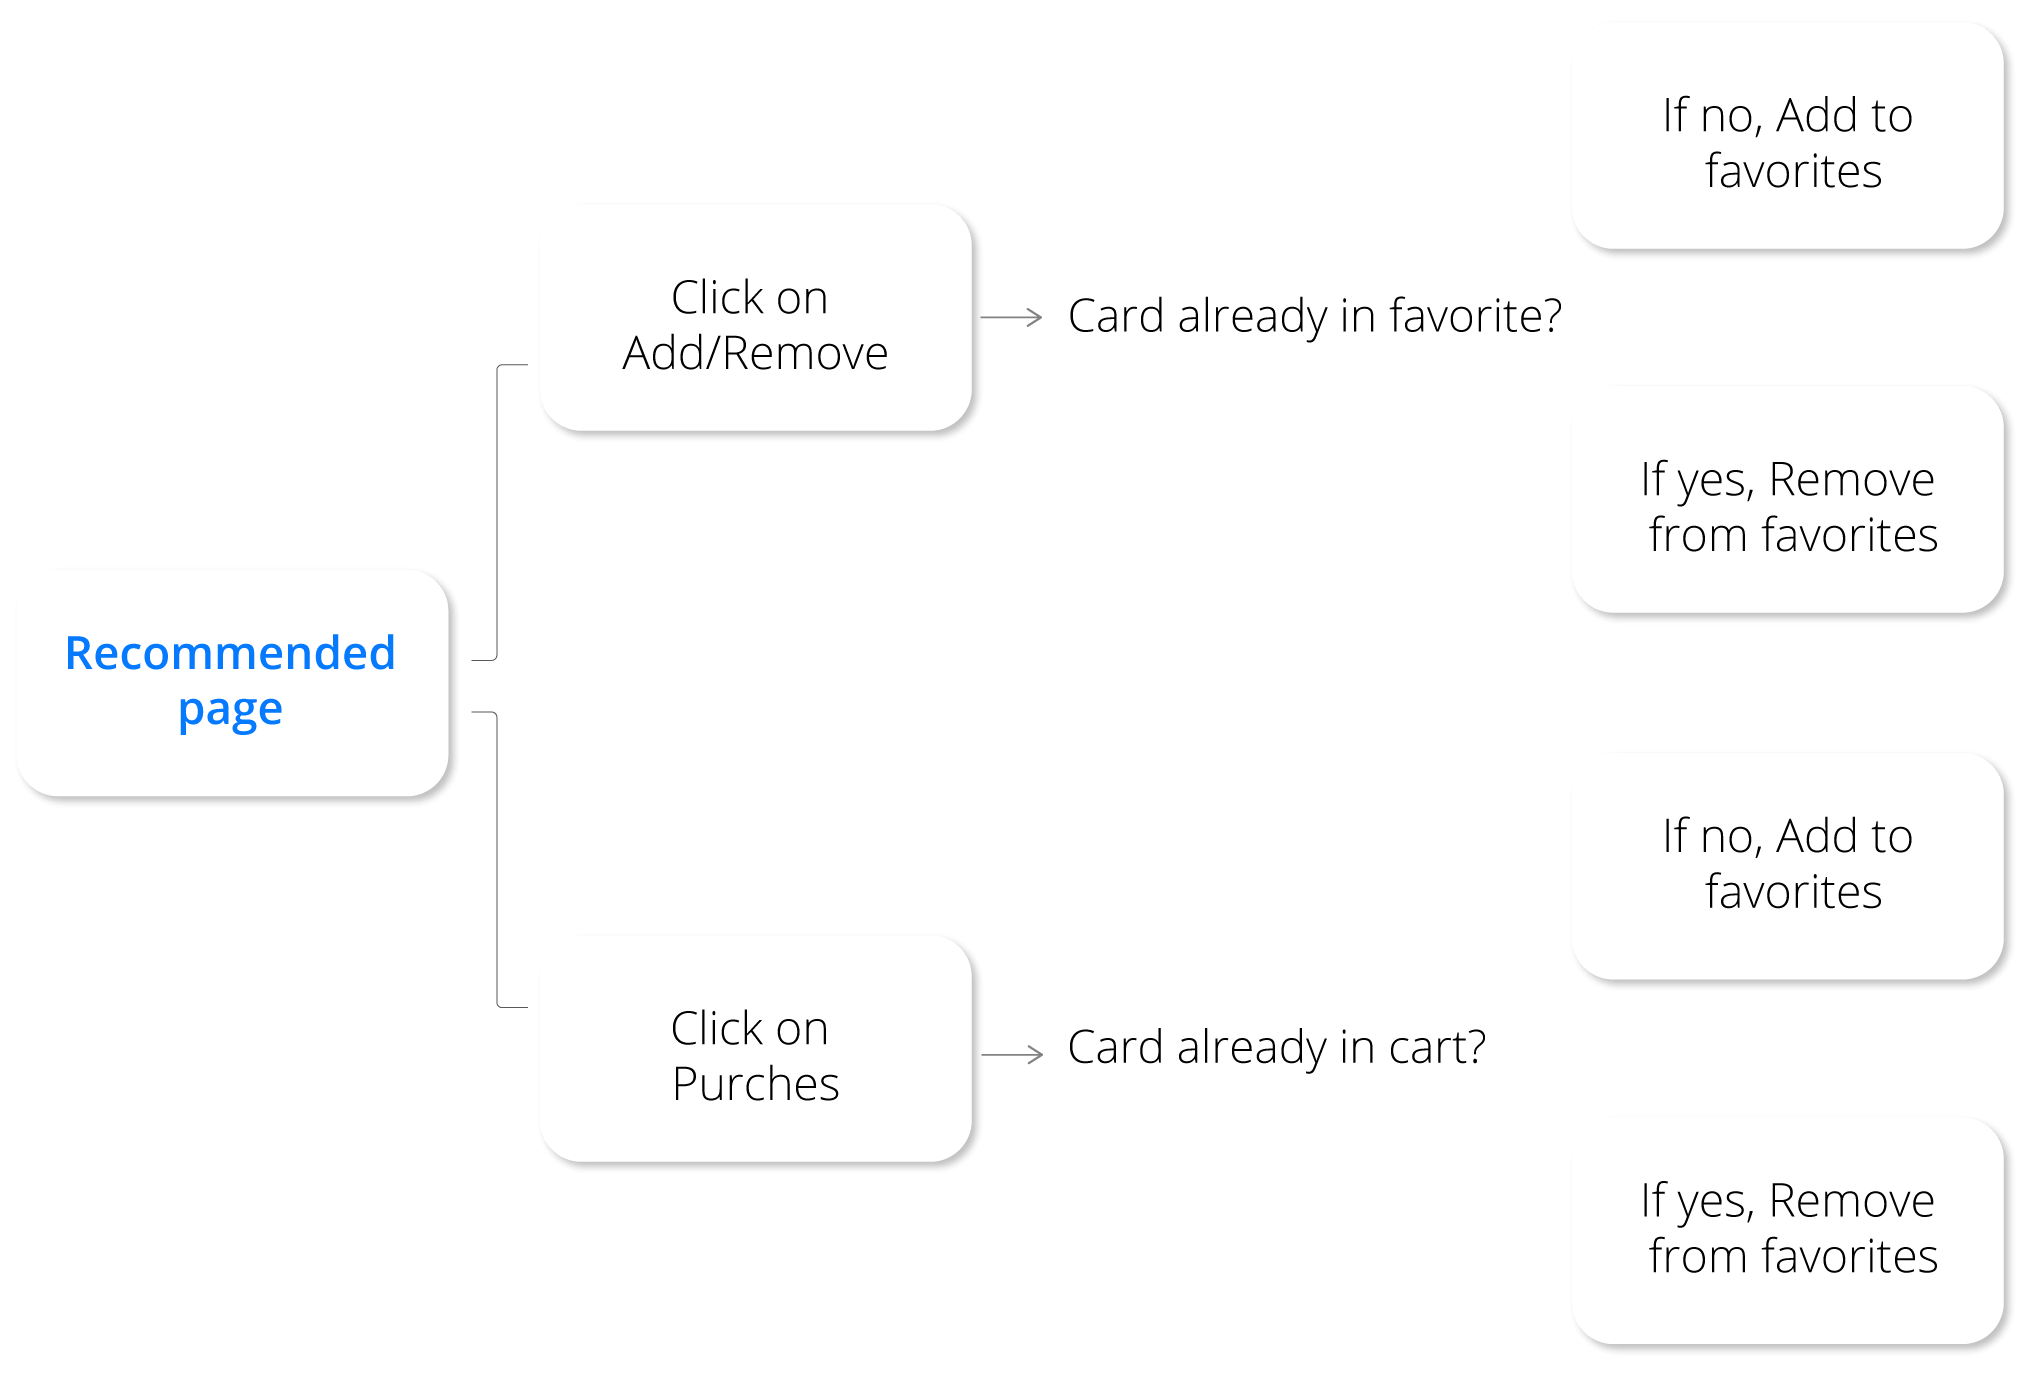 Recommended
page
Click on
Add/Remove
Card already in favorite?
If no, Add to
favorites
If yes, Remove
from favorites
Click on
Purches
Card already in cart?
If no, Add to
favorites
If yes, Remove
from favorites